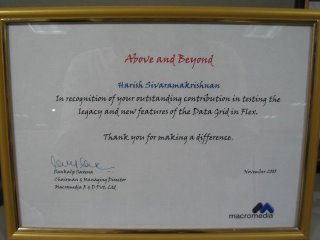 Above and Beyond
Harish Sivaramakrishnan
In recognition of your outstanding contribution in testing the
legacy and new features of the Data Grid in Flex.
Thank you for making a difference.
Sankalp Saxena
Chairman & Managing Director
Macromedia R & D Pvt. Ltd
November 2005
macromedia